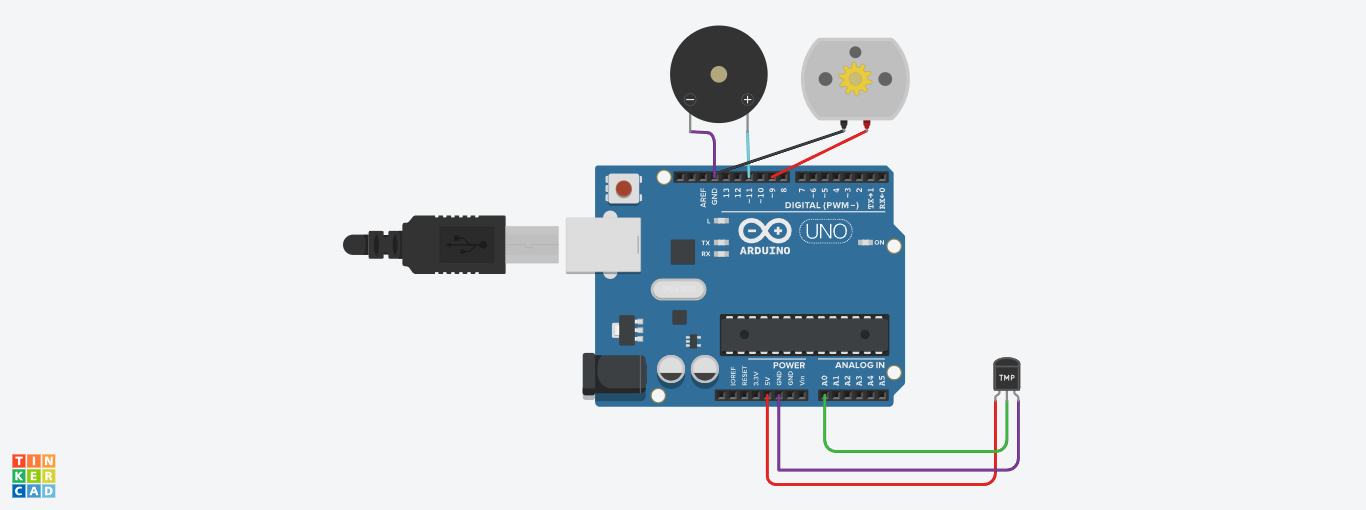 − +
AREF
GND
13
12
~11
~10
~9
8
7
~6
~5
4
~3
2
TX→1
RX←0
DIGITAL (PWM~)
L
TX
RX
ARDUINO
UNO
ON
POWER
ANALOG IN
IOREF
RESET
3.3V
5V
GND
GND
Vin
A0
A1
A2
A3
A4
A5
TMP
TIN
KER
CAD